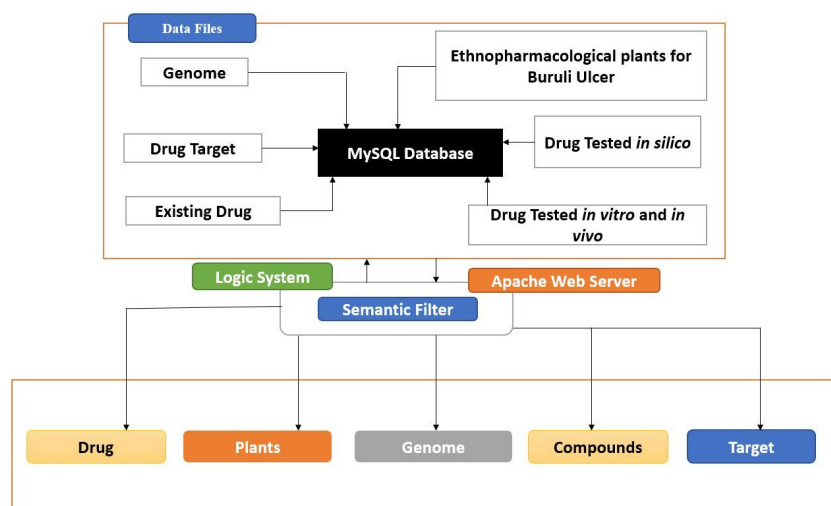 Data Files
Genome
Ethnopharmacological plants for
Buruli Ulcer
Drug Target
MySQL Database
Drug Tested in silico
Existing Drug
Drug Tested in vitro and in
vivo
Logic System
Apache Web Server
Semantic Filter
Drug
Plants
Genome
Compounds
Target